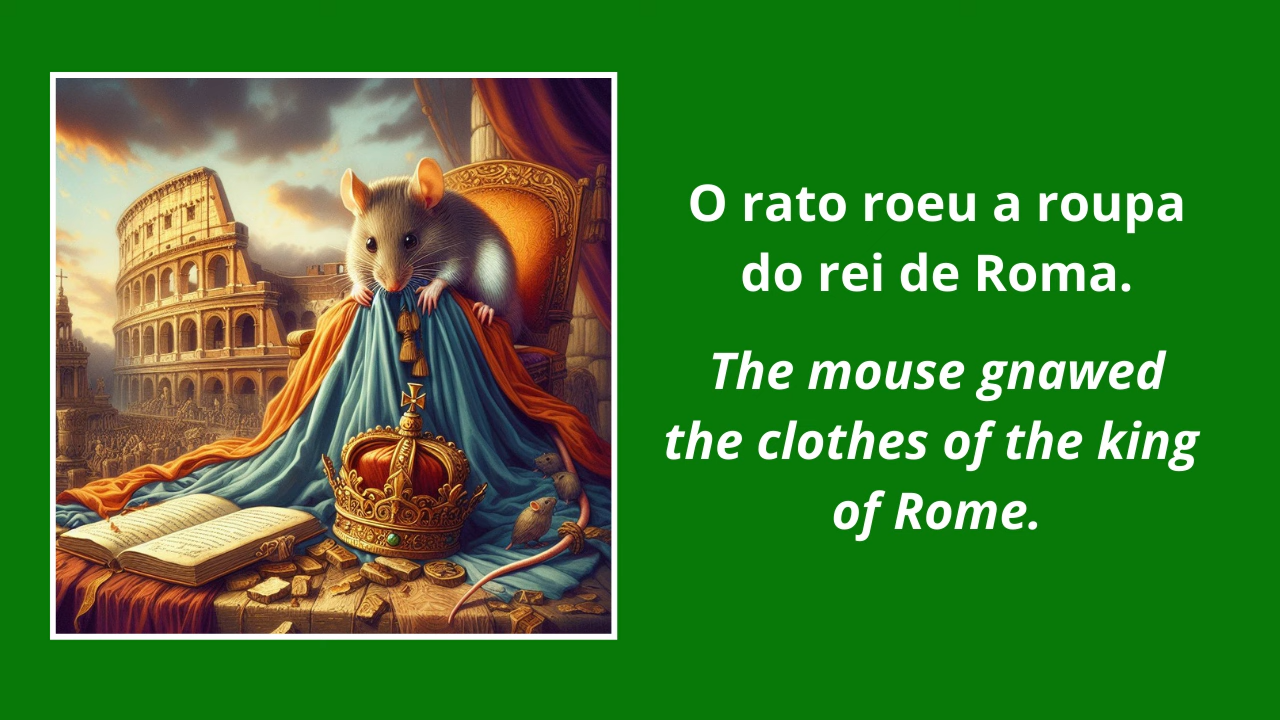 O rato roeu a roupa
do rei de Roma.
The mouse gnawed
the clothes of the king
of Rome.